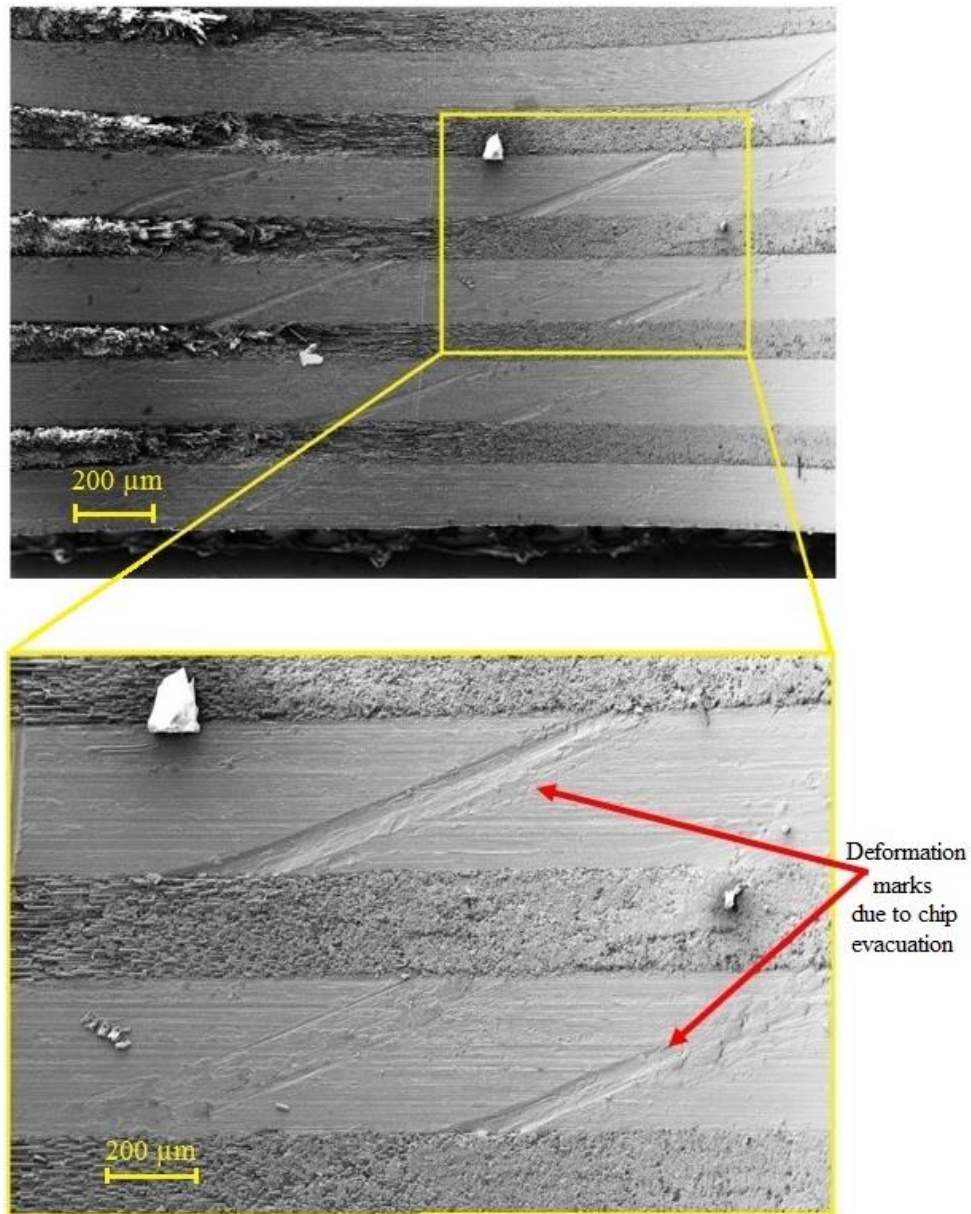 200 µm
Deformation
marks
due to chip
evacuation
200 µm